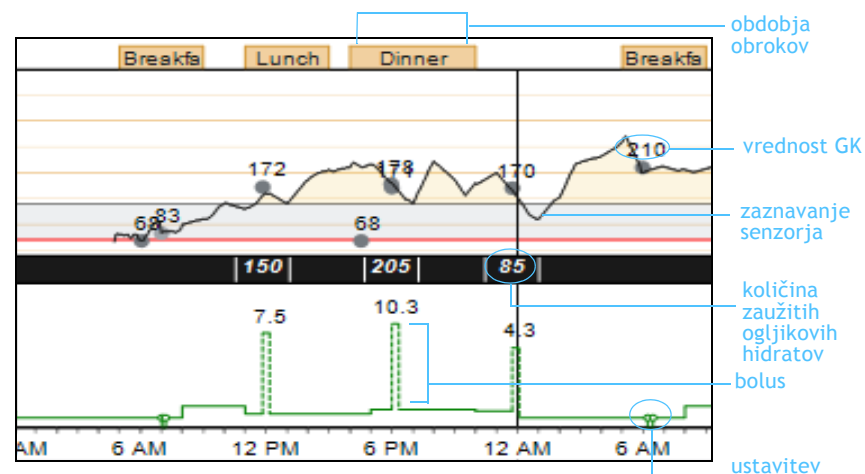 obdobja
obrokov
Breakfa Lunch Dinner Breakfa
210
vrednost GK
172 170
68 83 68
zaznavanje
senzorja
150 205 85
količina
zaužitih
ogljikovih
hidratov
7.5 10.3 4.3
bolus
AM 6 AM 12 PM 6 PM 12 AM 6 AM
ustavitev